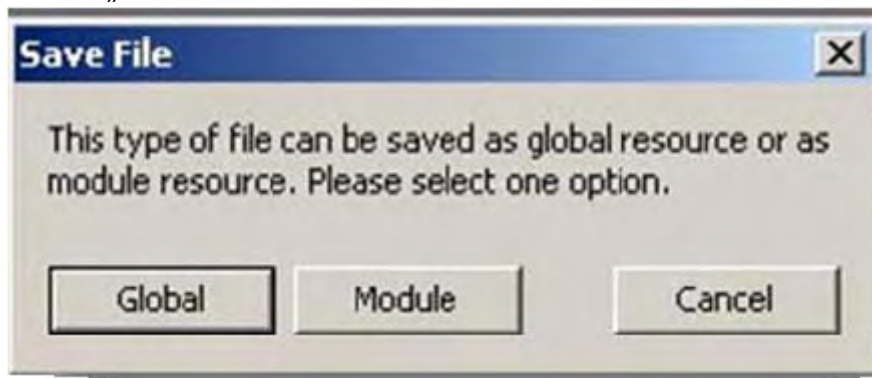 Save File
This type of file can be saved as global resource or as
module resource. Please select one option.
Global Module Cancel